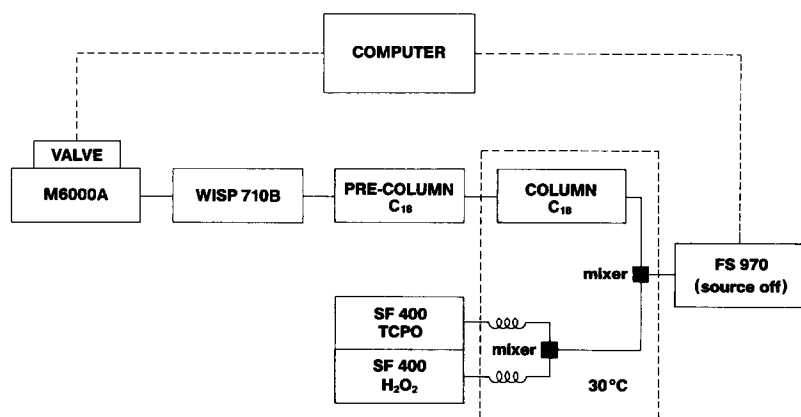 COMPUTER
VALVE
M6000A
WISP 710B
PRE-COLUMN
C₁₈
COLUMN
C₁₈
mixer
FS 970
(source off)
SF 400
TCPO
mixer
SF 400
H₂O₂
30°C